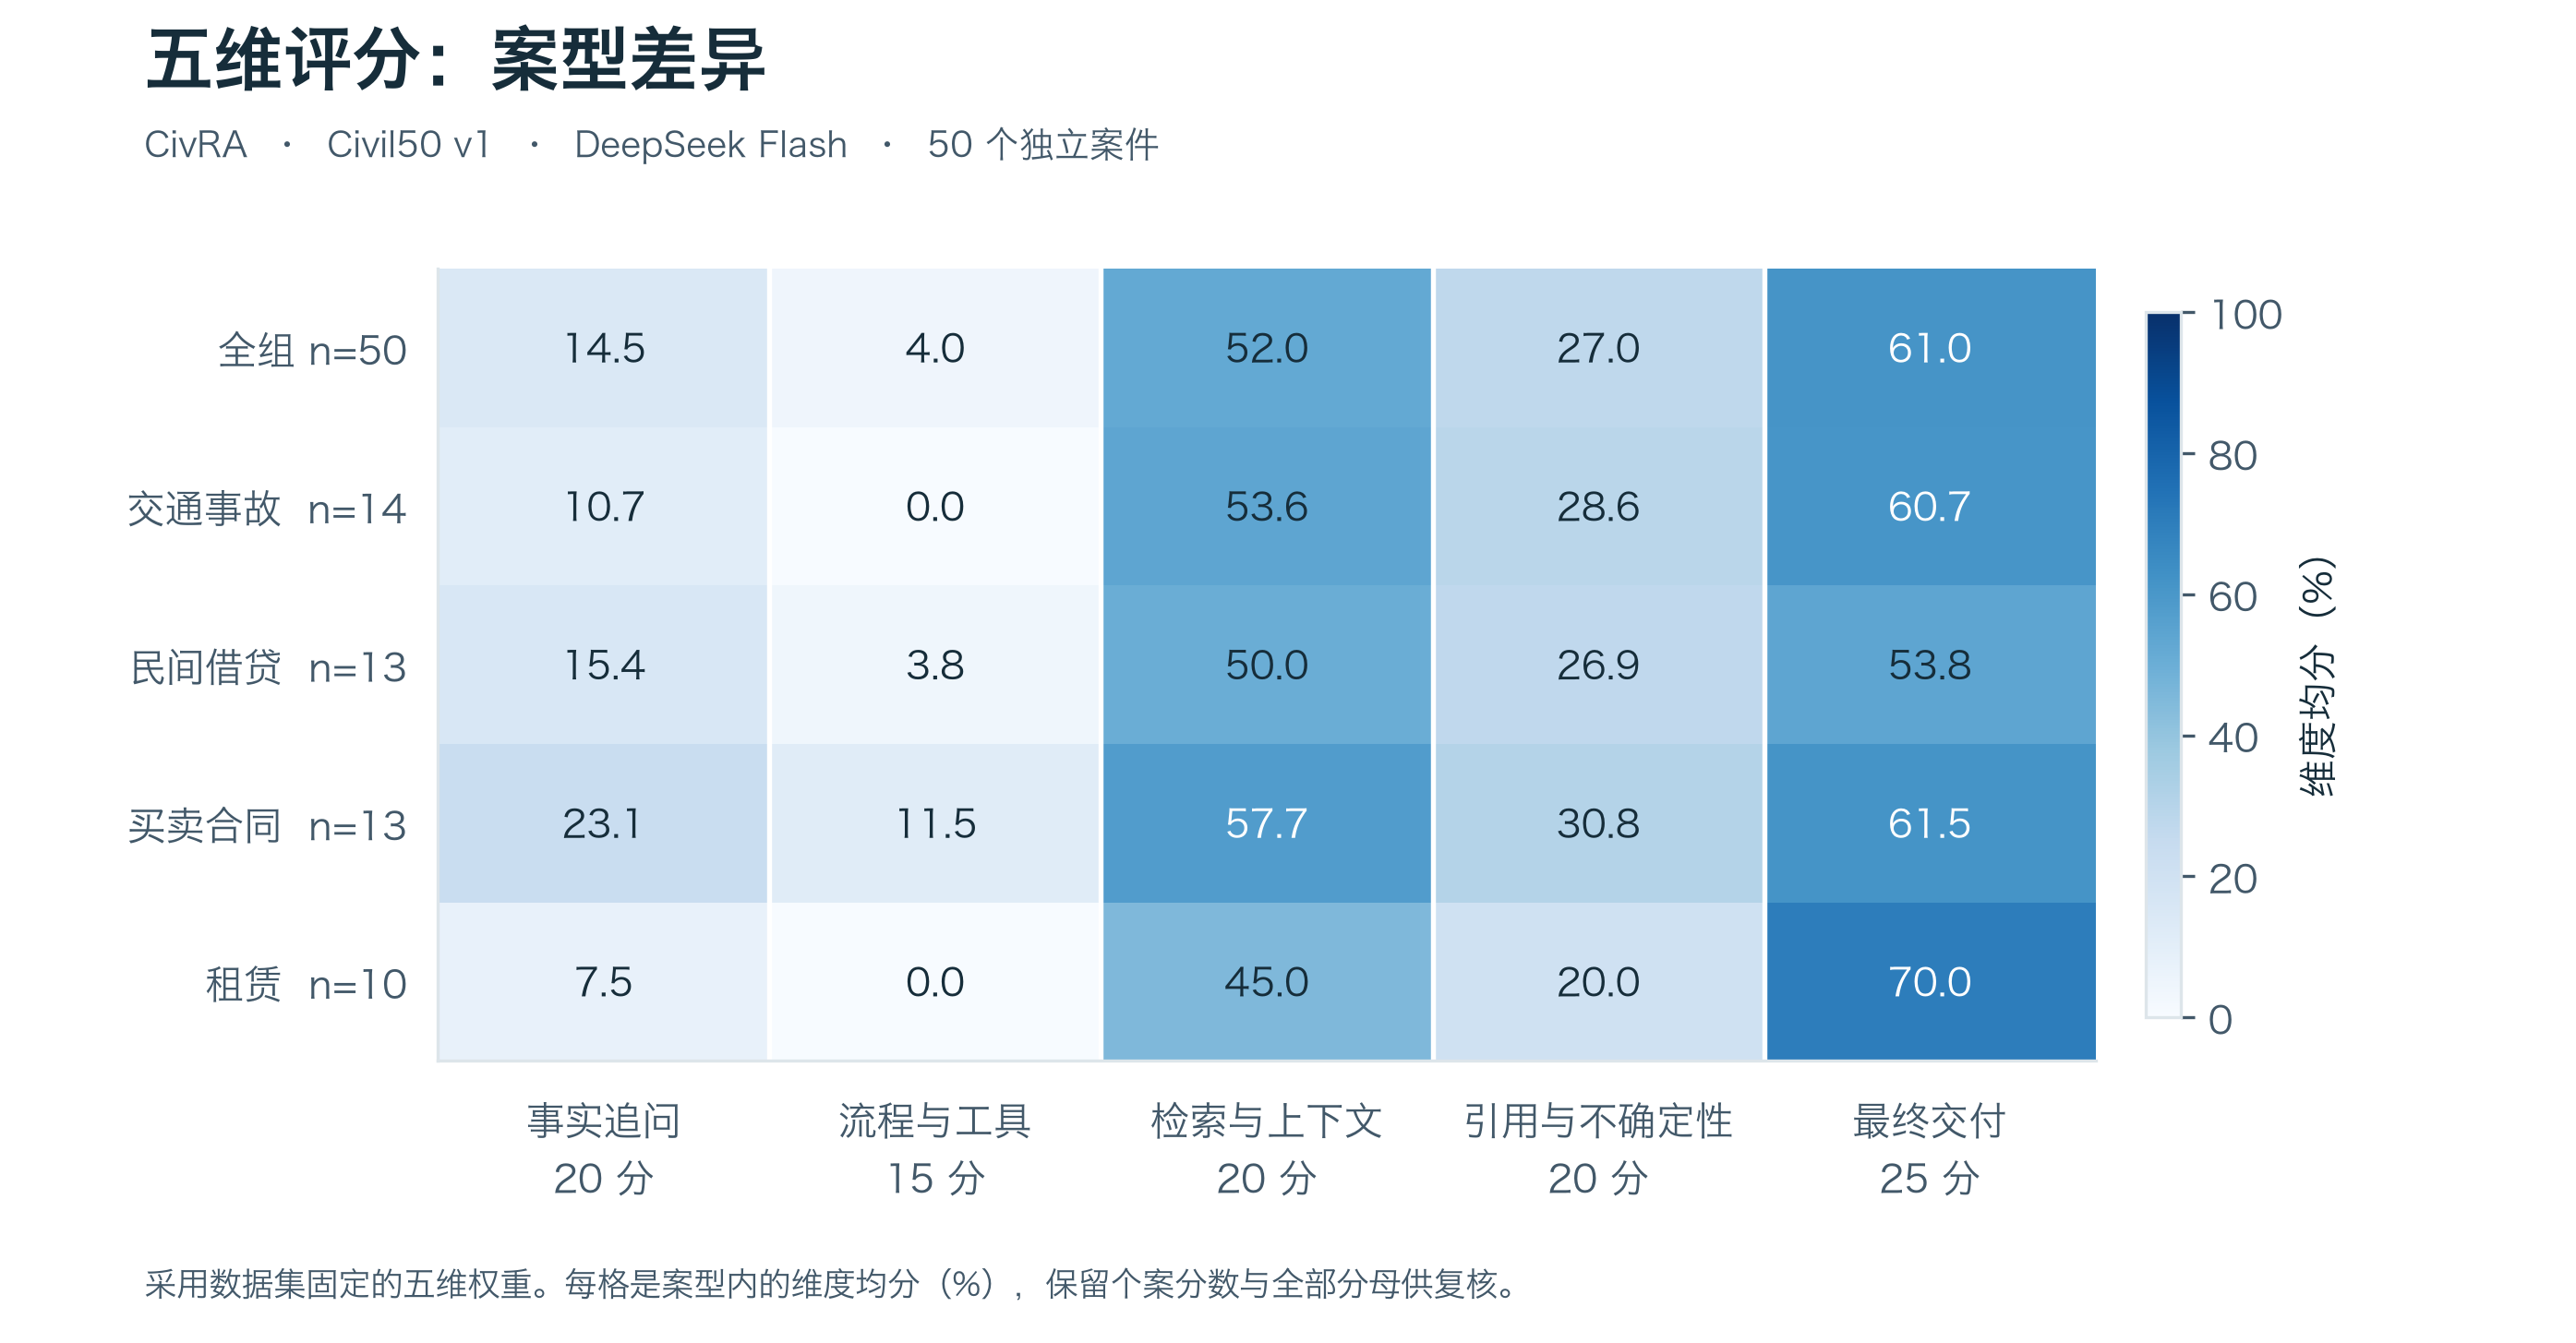 五维评分：案型差异
CivRA · Civil50 v1 · DeepSeek Flash · 50 个独立案件
全组 n=50 14.5 4.0 52.0 27.0 61.0
交通事故 n=14 10.7 0.0 53.6 28.6 60.7
民间借贷 n=13 15.4 3.8 50.0 26.9 53.8
买卖合同 n=13 23.1 11.5 57.7 30.8 61.5
租赁 n=10 7.5 0.0 45.0 20.0 70.0
事实追问 流程与工具 检索与上下文 引用与不确定性 最终交付
20 分 15 分 20 分 20 分 25 分
100
80
60
40
20
0
维度均分（%）
采用数据集固定的五维权重。每格是案型内的维度均分（%），保留个案分数与全部分母供复核。